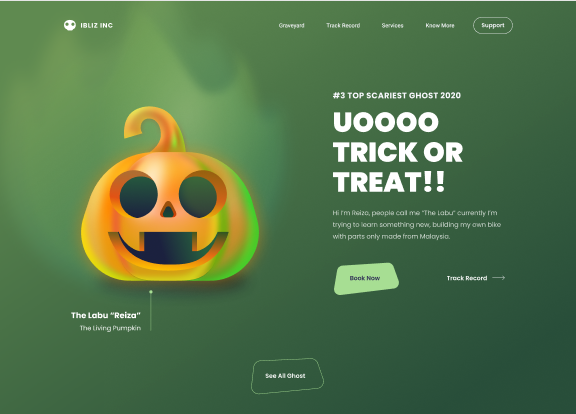 IBLIZ INC
Graveyard
Track Record
Services
Know More
Support
#3 TOP SCARIEST GHOST 2020
UOOOO
TRICK OR
TREAT!!
Hi I'm Reiza, people call me "The Labu" currently I'm
trying to learn something new, building my own bike
with parts only made from Malaysia.
Book Now
Track Record
The Labu "Reiza"
The Living Pumpkin
See All Ghost